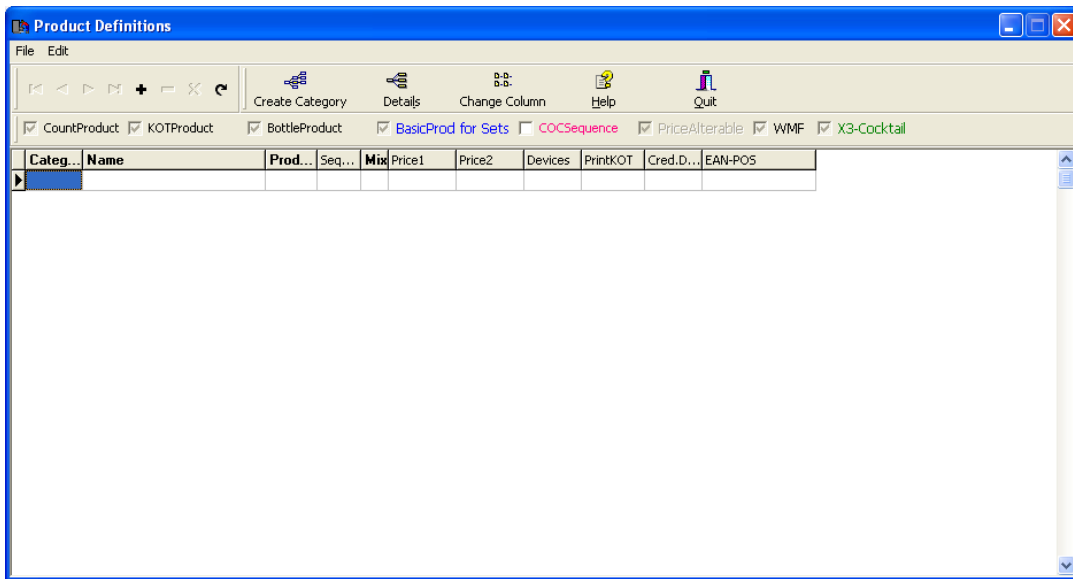 Product Definitions
File Edit
Create Category Details Change Column Help Quit
CountProduct KOTProduct BottleProduct BasicProd for Sets COCSequence PriceAlterable WMF X3-Cocktail
Categ... Name Prod... Seq... Mix Price1 Price2 Devices PrintKOT Cred.D... EAN-POS